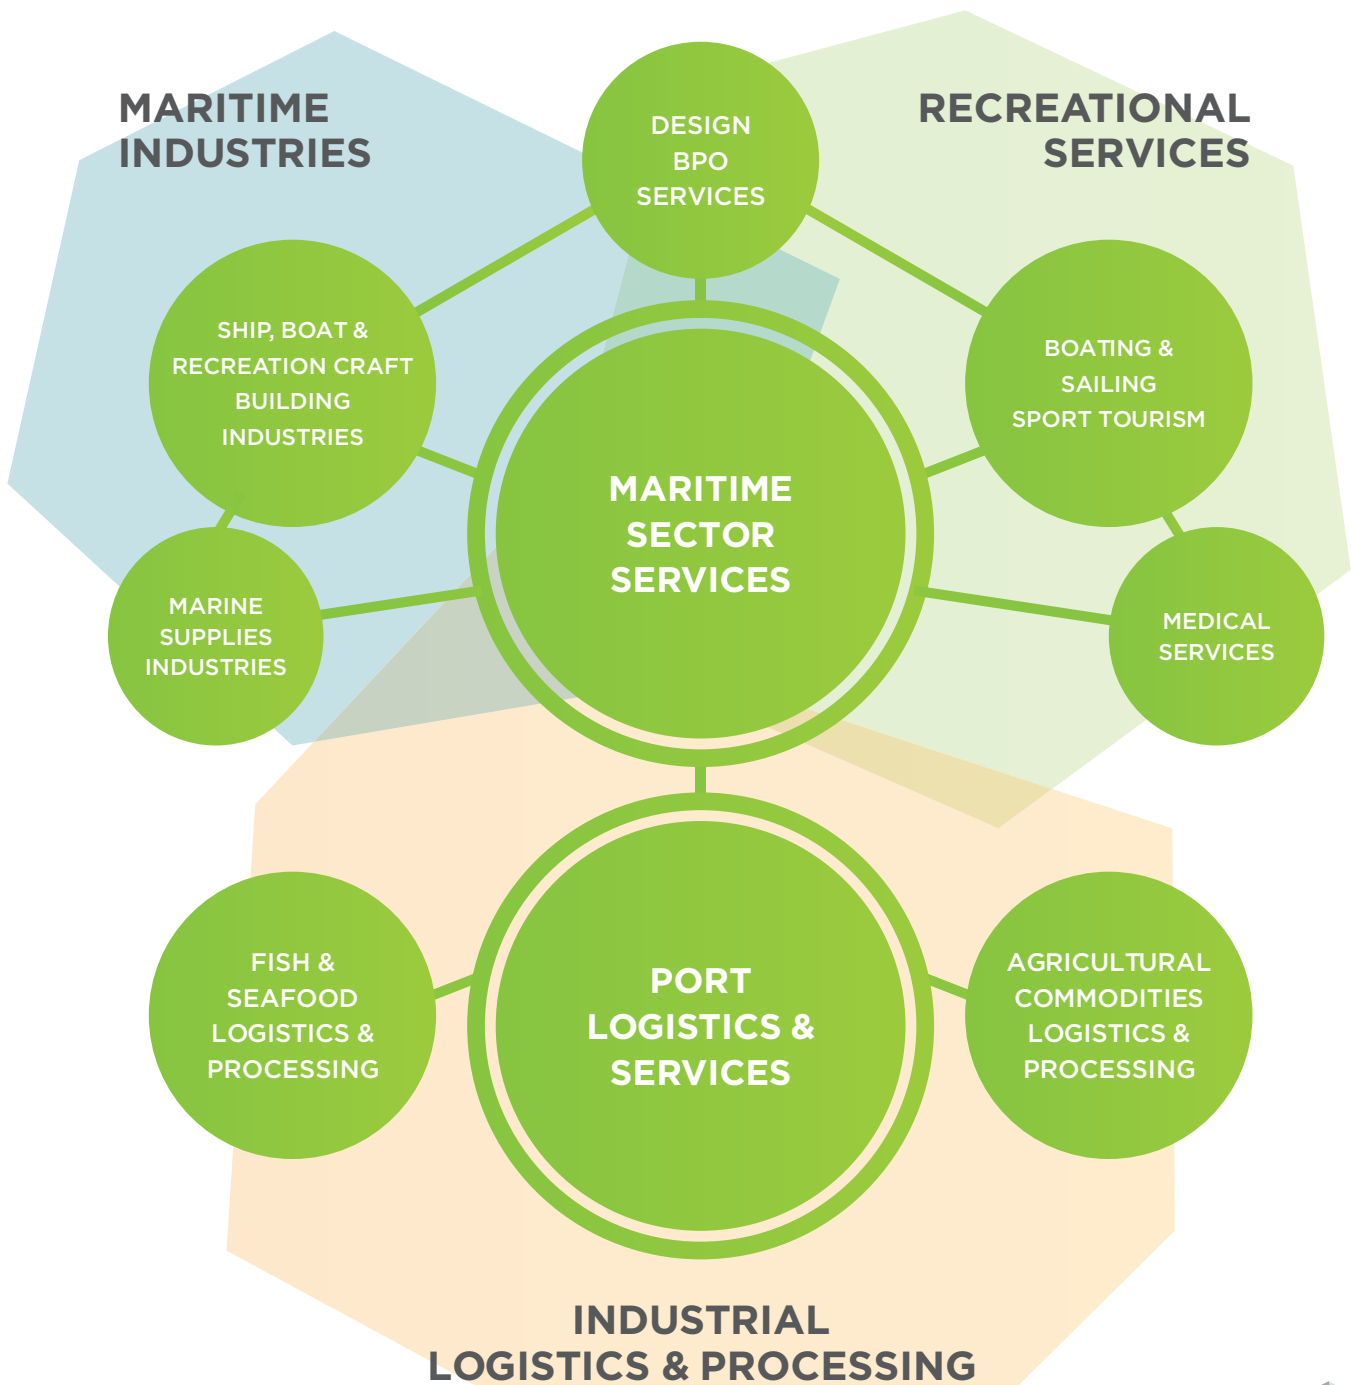 MARITIME
INDUSTRIES
DESIGN
BPO
SERVICES
RECREATIONAL
SERVICES
SHIP, BOAT &
RECREATION CRAFT
BUILDING
INDUSTRIES
BOATING &
SAILING
SPORT TOURISM
MARITIME
SECTOR
SERVICES
MARINE
SUPPLIES
INDUSTRIES
MEDICAL
SERVICES
FISH &
SEAFOOD
LOGISTICS &
PROCESSING
PORT
LOGISTICS &
SERVICES
AGRICULTURAL
COMMODITIES
LOGISTICS &
PROCESSING
INDUSTRIAL
LOGISTICS & PROCESSING